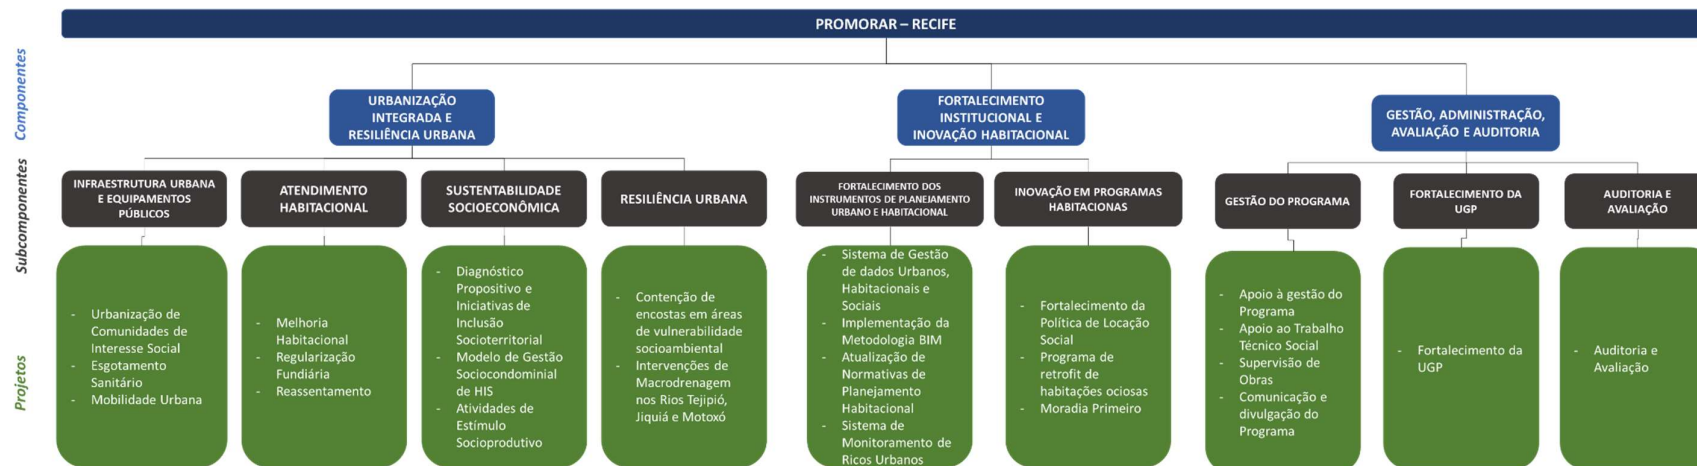 PROMORAR – RECIFE
Componentes
URBANIZAÇÃO
INTEGRADA E
RESILIÊNCIA URBANA
FORTALECIMENTO
INSTITUCIONAL E
INOVAÇÃO HABITACIONAL
GESTÃO, ADMINISTRAÇÃO,
AVALIAÇÃO E AUDITORIA
Subcomponentes
INFRAESTRUTURA URBANA
E EQUIPAMENTOS
PÚBLICOS
ATENDIMENTO
HABITACIONAL
SUSTENTABILIDADE
SOCIOECONÔMICA
RESILIÊNCIA URBANA
FORTALECIMENTO DOS
INSTRUMENTOS DE PLANEJAMENTO
URBANO E HABITACIONAL
INOVAÇÃO EM PROGRAMAS
HABITACIONAS
GESTÃO DO PROGRAMA
FORTALECIMENTO DA
UGP
AUDITORIA E
AVALIAÇÃO
Projetos
- Urbanização de
Comunidades de
Interesse Social
- Esgotamento
Sanitário
- Mobilidade Urbana
- Melhoria
Habitacional
- Regularização
Fundiária
- Reassentamento
- Diagnóstico
Propositivo e
Iniciativas de
Inclusão
Socioterritorial
- Modelo de Gestão
Sociocondominial
de HIS
- Atividades de
Estímulo
Socioprodutivo
- Contenção de
encostas em áreas
de vulnerabilidade
socioambiental
- Intervenções de
Macrodrenagem
nos Rios Tejipió,
Jiquiá e Motoxó
- Sistema de Gestão
de dados Urbanos,
Habitacionais e
Sociais
- Implementação da
Metodologia BIM
- Atualização de
Normativas de
Planejamento
Habitacional
- Sistema de
Monitoramento de
Ricos Urbanos
- Fortalecimento da
Política de Locação
Social
- Programa de
retrofit de
habitações ociosas
- Moradia Primeiro
- Apoio à gestão do
Programa
- Apoio ao Trabalho
Técnico Social
- Supervisão de
Obras
- Comunicação e
divulgação do
Programa
- Fortalecimento da
UGP
- Auditoria e
Avaliação